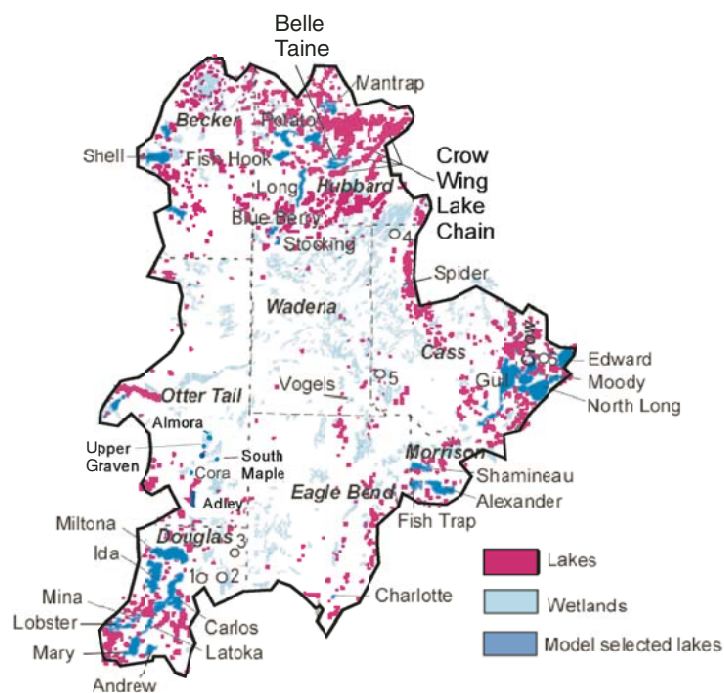 Belle
Taine
Mantrap
Becker
Potato
Shell
Fish Hook
Crow
Wing
Lake
Chain
Long
Hubbard
Blue Berry
Stocking
4
Spider
Wadena
Cass
Crow
6
Edward
Moody
North Long
Gull
5
Vogels
Otter Tail
Almora
Upper
Graven
South
Maple
Cora
Adley
Morrison
Shamineau
Alexander
Eagle Bend
Fish Trap
Miltona
Douglas
3
Ida
1
2
Mina
Lobster
Carlos
Latoka
Mary
Andrew
Charlotte
Lakes
Wetlands
Model selected lakes